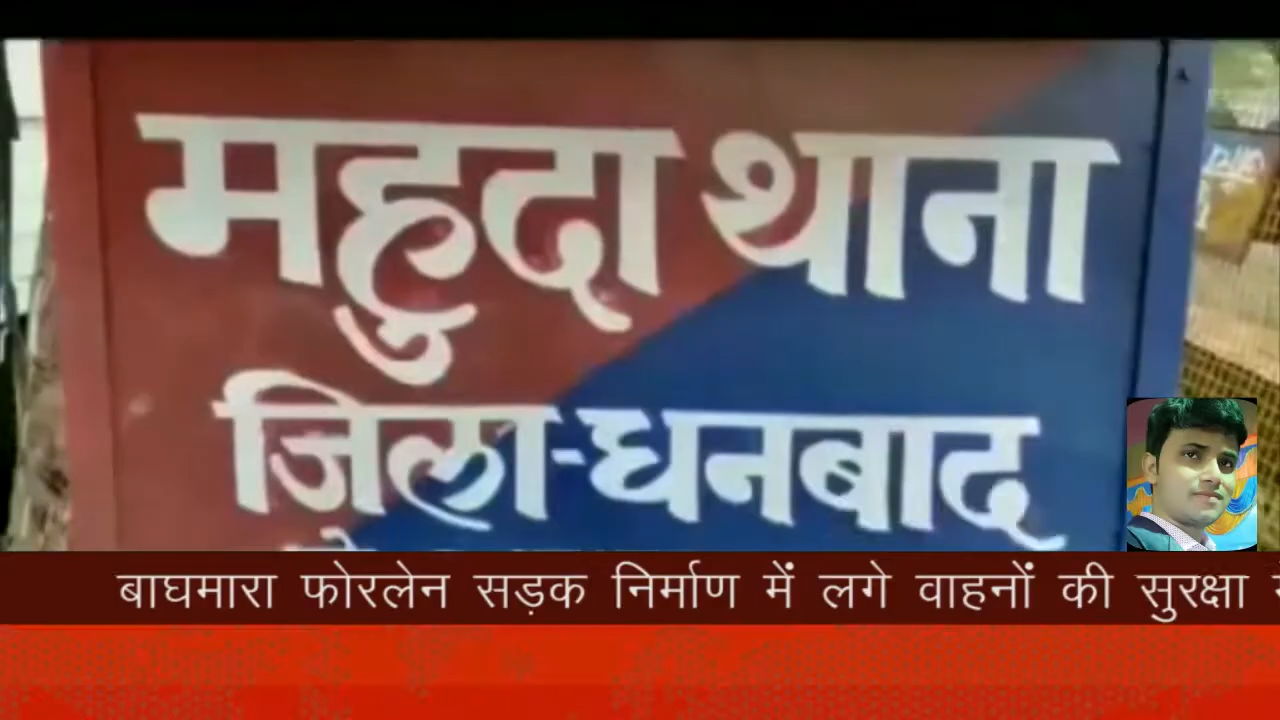 महुदा थाना
जिला-धनबाद
बाघमारा फोरलेन सड़क निर्माण में लगे वाहनों की सुरक्षा